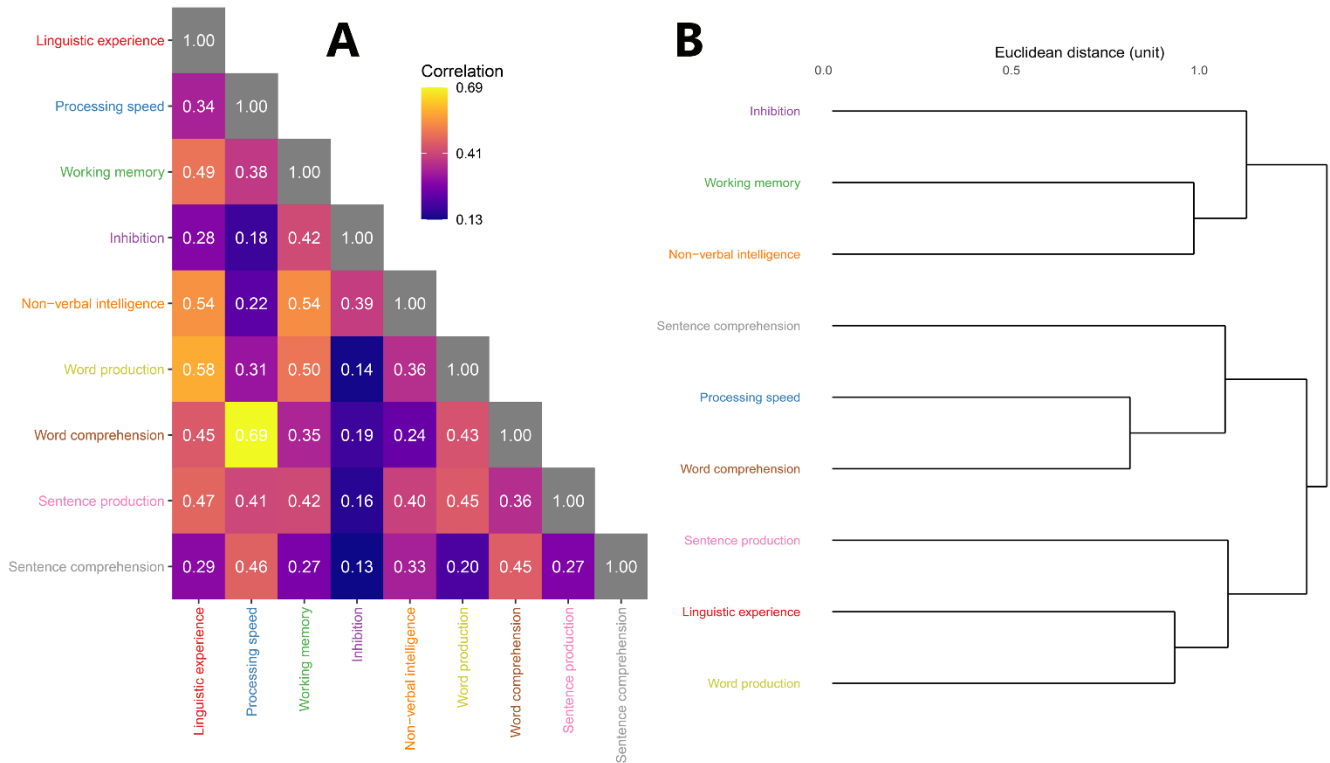 A
B
Linguistic experience 1.00
Processing speed 0.34 1.00
Working memory 0.49 0.38 1.00
Inhibition 0.28 0.18 0.42 1.00
Non-verbal intelligence 0.54 0.22 0.54 0.39 1.00
Word production 0.58 0.31 0.50 0.14 0.36 1.00
Word comprehension 0.45 0.69 0.35 0.19 0.24 0.43 1.00
Sentence production 0.47 0.41 0.42 0.16 0.40 0.45 0.36 1.00
Sentence comprehension 0.29 0.46 0.27 0.13 0.33 0.20 0.45 0.27 1.00
Linguistic experience
Processing speed
Working memory
Inhibition
Non-verbal intelligence
Word production
Word comprehension
Sentence production
Sentence comprehension
Correlation
0.69
0.41
0.13
Euclidean distance (unit)
0.0 0.5 1.0
Inhibition
Working memory
Non-verbal intelligence
Sentence comprehension
Processing speed
Word comprehension
Sentence production
Linguistic experience
Word production